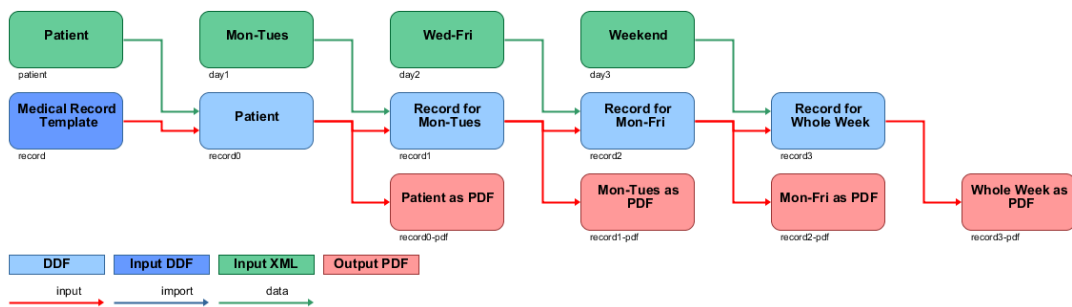 Patient
Mon-Tues
Wed-Fri
Weekend
patient
day1
day2
day3
Medical Record
Template
Patient
Record for
Mon-Tues
Record for
Mon-Fri
Record for
Whole Week
record
record0
record1
record2
record3
Patient as PDF
Mon-Tues as
PDF
Mon-Fri as PDF
Whole Week as
PDF
record0-pdf
record1-pdf
record2-pdf
record3-pdf
DDF
Input DDF
Input XML
Output PDF
input
import
data